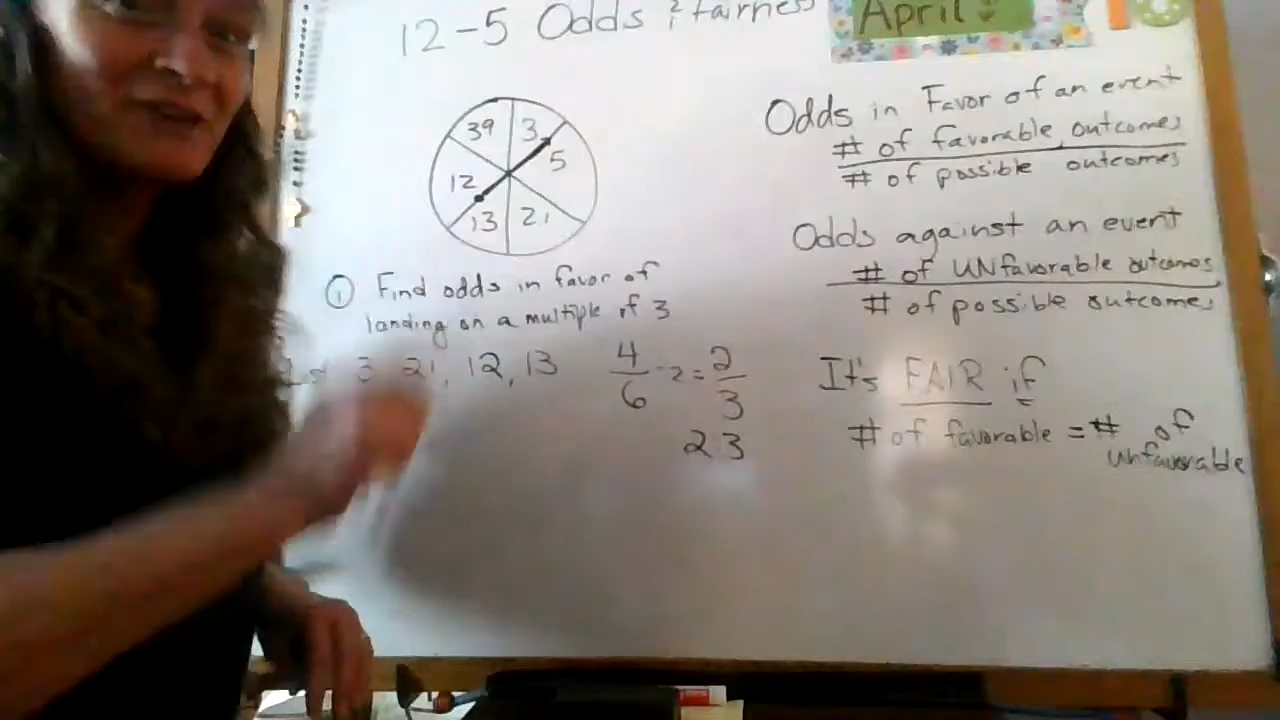 12-5 Odds & fairness
April
18
39 3
5
12
13 21
Odds in Favor of an event
# of favorable outcomes
# of possible outcomes
Odds against an event
# of UNfavorable outcomes
# of possible outcomes
① Find odds in favor of
landing on a multiple of 3
3 21, 12, 13
4/6 ÷2 = 2/3
2 3
It's FAIR if
# of favorable = # of
unfavorable